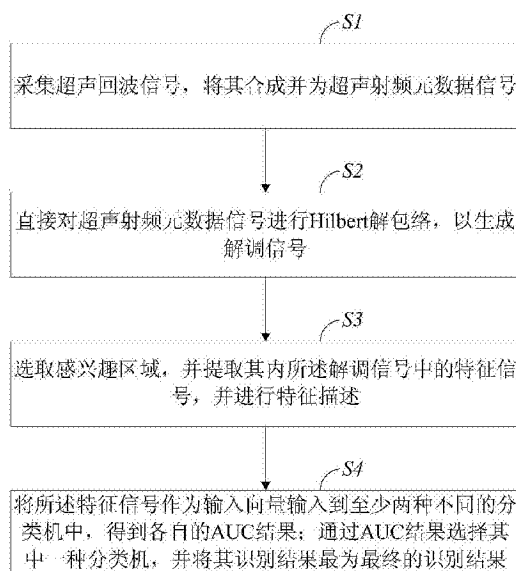 S1
采集超声回波信号，将其合成并为超声射频元数据信号
S2
直接对超声射频元数据信号进行Hilbert解包络，以生成
解调信号
S3
选取感兴趣区域，并提取其内所述解调信号中的特征信
号，并进行特征描述
S4
将所述特征信号作为输入向量输入到至少两种不同的分
类机中，得到各自的AUC结果；通过AUC结果选择其
中一种分类机，并将其识别结果最为最终的识别结果